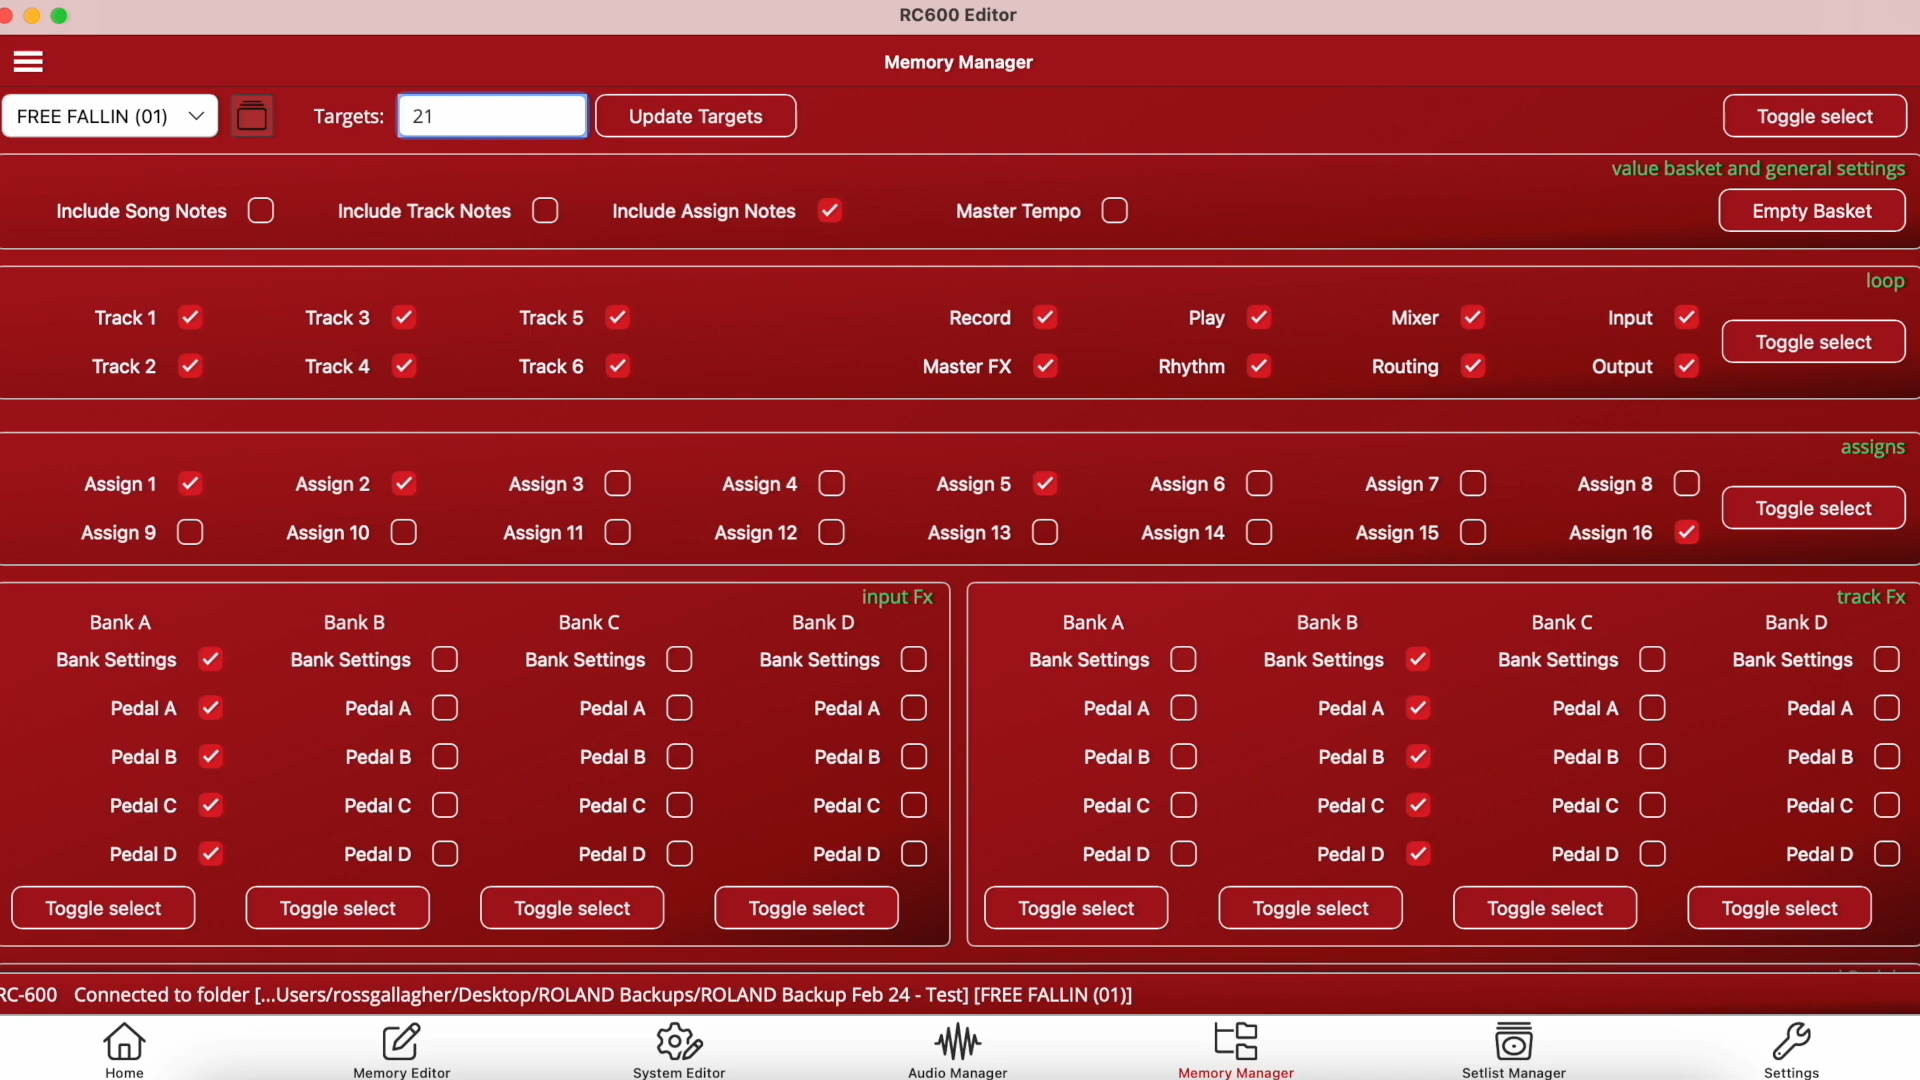 RC600 Editor
Memory Manager
FREE FALLIN (01) Targets: 21 Update Targets Toggle select
value basket and general settings
Include Song Notes Include Track Notes Include Assign Notes Master Tempo Empty Basket
loop
Track 1 Track 3 Track 5 Record Play Mixer Input
Toggle select
Track 2 Track 4 Track 6 Master FX Rhythm Routing Output
assigns
Assign 1 Assign 2 Assign 3 Assign 4 Assign 5 Assign 6 Assign 7 Assign 8
Toggle select
Assign 9 Assign 10 Assign 11 Assign 12 Assign 13 Assign 14 Assign 15 Assign 16
input Fx track Fx
Bank A Bank B Bank C Bank D Bank A Bank B Bank C Bank D
Bank Settings Bank Settings Bank Settings Bank Settings Bank Settings Bank Settings Bank Settings Bank Settings
Pedal A Pedal A Pedal A Pedal A Pedal A Pedal A Pedal A Pedal A
Pedal B Pedal B Pedal B Pedal B Pedal B Pedal B Pedal B Pedal B
Pedal C Pedal C Pedal C Pedal C Pedal C Pedal C Pedal C Pedal C
Pedal D Pedal D Pedal D Pedal D Pedal D Pedal D Pedal D Pedal D
Toggle select Toggle select Toggle select Toggle select Toggle select Toggle select Toggle select Toggle select
RC-600 Connected to folder [...Users/rossgallagher/Desktop/ROLAND Backups/ROLAND Backup Feb 24 - Test] [FREE FALLIN (01)]
Home Memory Editor System Editor Audio Manager Memory Manager Setlist Manager Settings